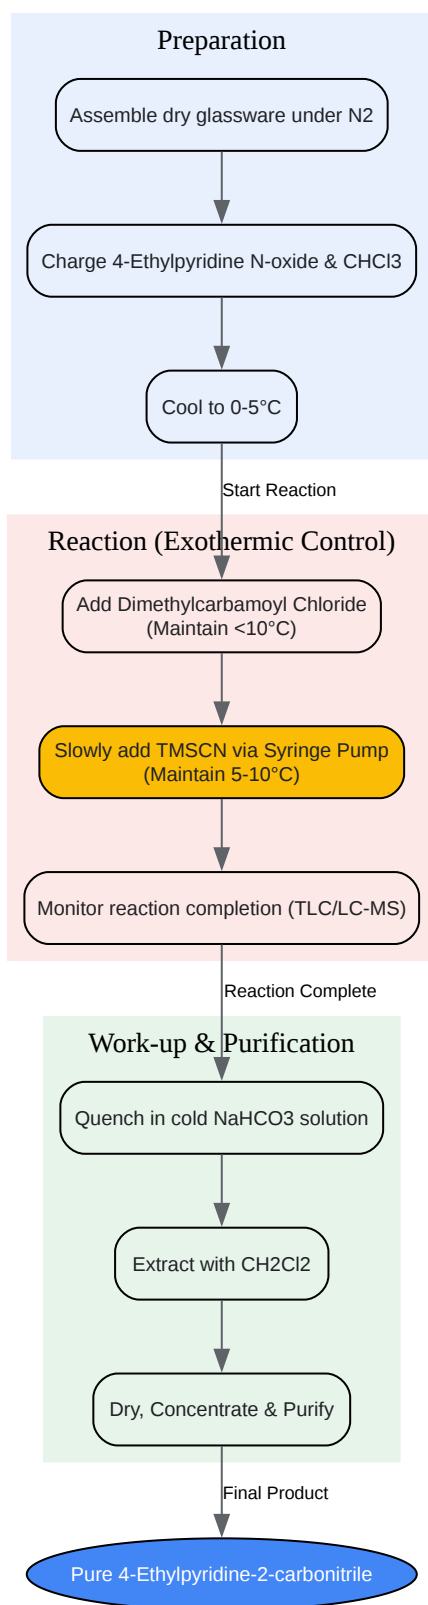 Preparation
Assemble dry glassware under N2
Charge 4-Ethylpyridine N-oxide & CHCl3
Cool to 0-5°C
Start Reaction
Reaction (Exothermic Control)
Add Dimethylcarbamoyl Chloride
(Maintain <10°C)
Slowly add TMSCN via Syringe Pump
(Maintain 5-10°C)
Monitor reaction completion (TLC/LC-MS)
Reaction Complete
Work-up & Purification
Quench in cold NaHCO3 solution
Extract with CH2Cl2
Dry, Concentrate & Purify
Final Product
Pure 4-Ethylpyridine-2-carbonitrile